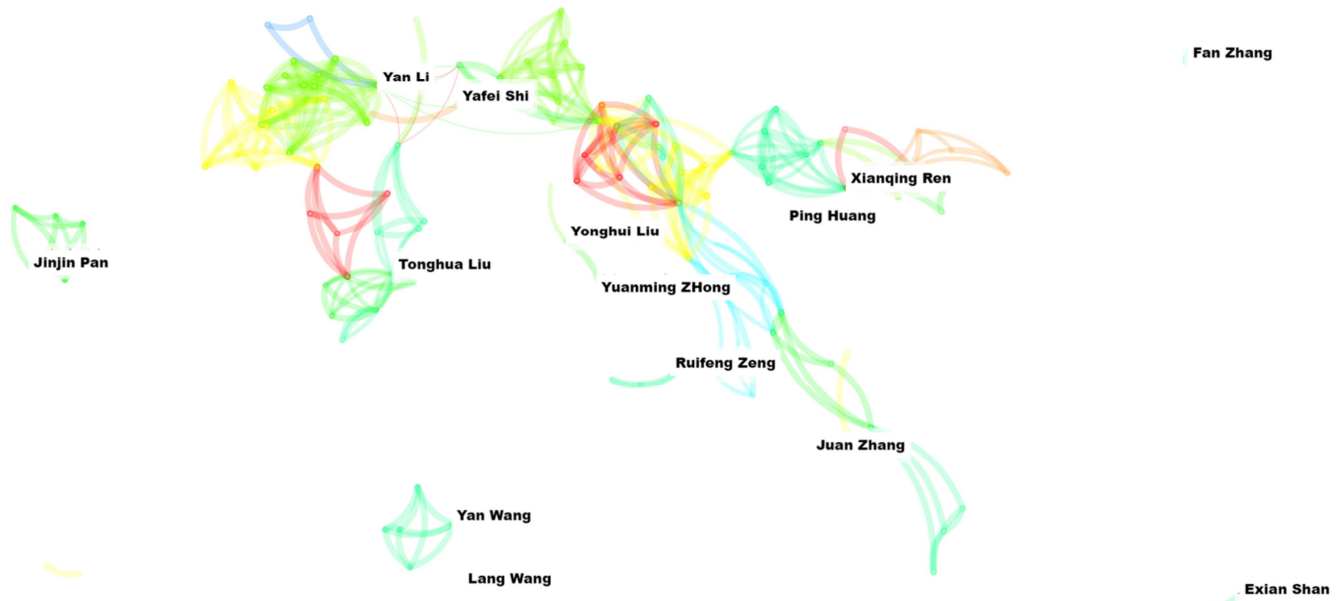 Fan Zhang
Yan Li
Yafei Shi
Xianqing Ren
Ping Huang
Yonghui Liu
Jinjin Pan
Tonghua Liu
Yuanming ZHong
Ruifeng Zeng
Juan Zhang
Yan Wang
Lang Wang
Exian Shan